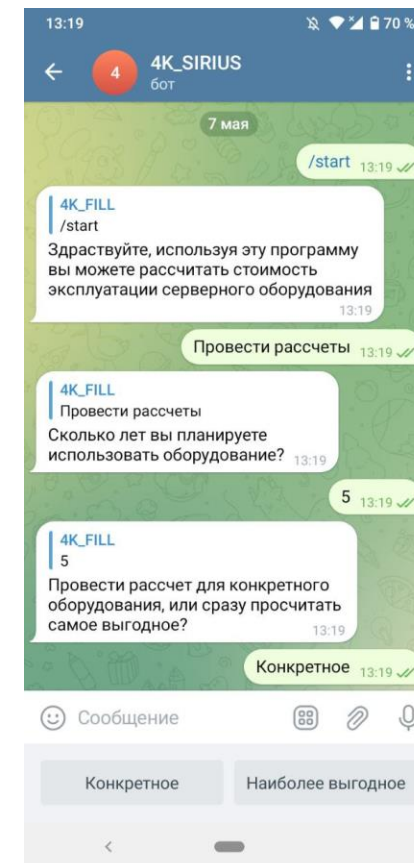 13:19
70 %
4
4K_SIRIUS
бот
7 мая
/start 13:19
4K_FILL
/start
Здраствуйте, используя эту программу
вы можете рассчитать стоимость
эксплуатации серверного оборудования
13:19
Провести рассчеты 13:19
4K_FILL
Провести рассчеты
Сколько лет вы планируете
использовать оборудование? 13:19
5 13:19
4K_FILL
5
Провести рассчет для конкретного
оборудования, или сразу просчитать
самое выгодное?
13:19
Конкретное 13:19
Сообщение
Конкретное
Наиболее выгодное